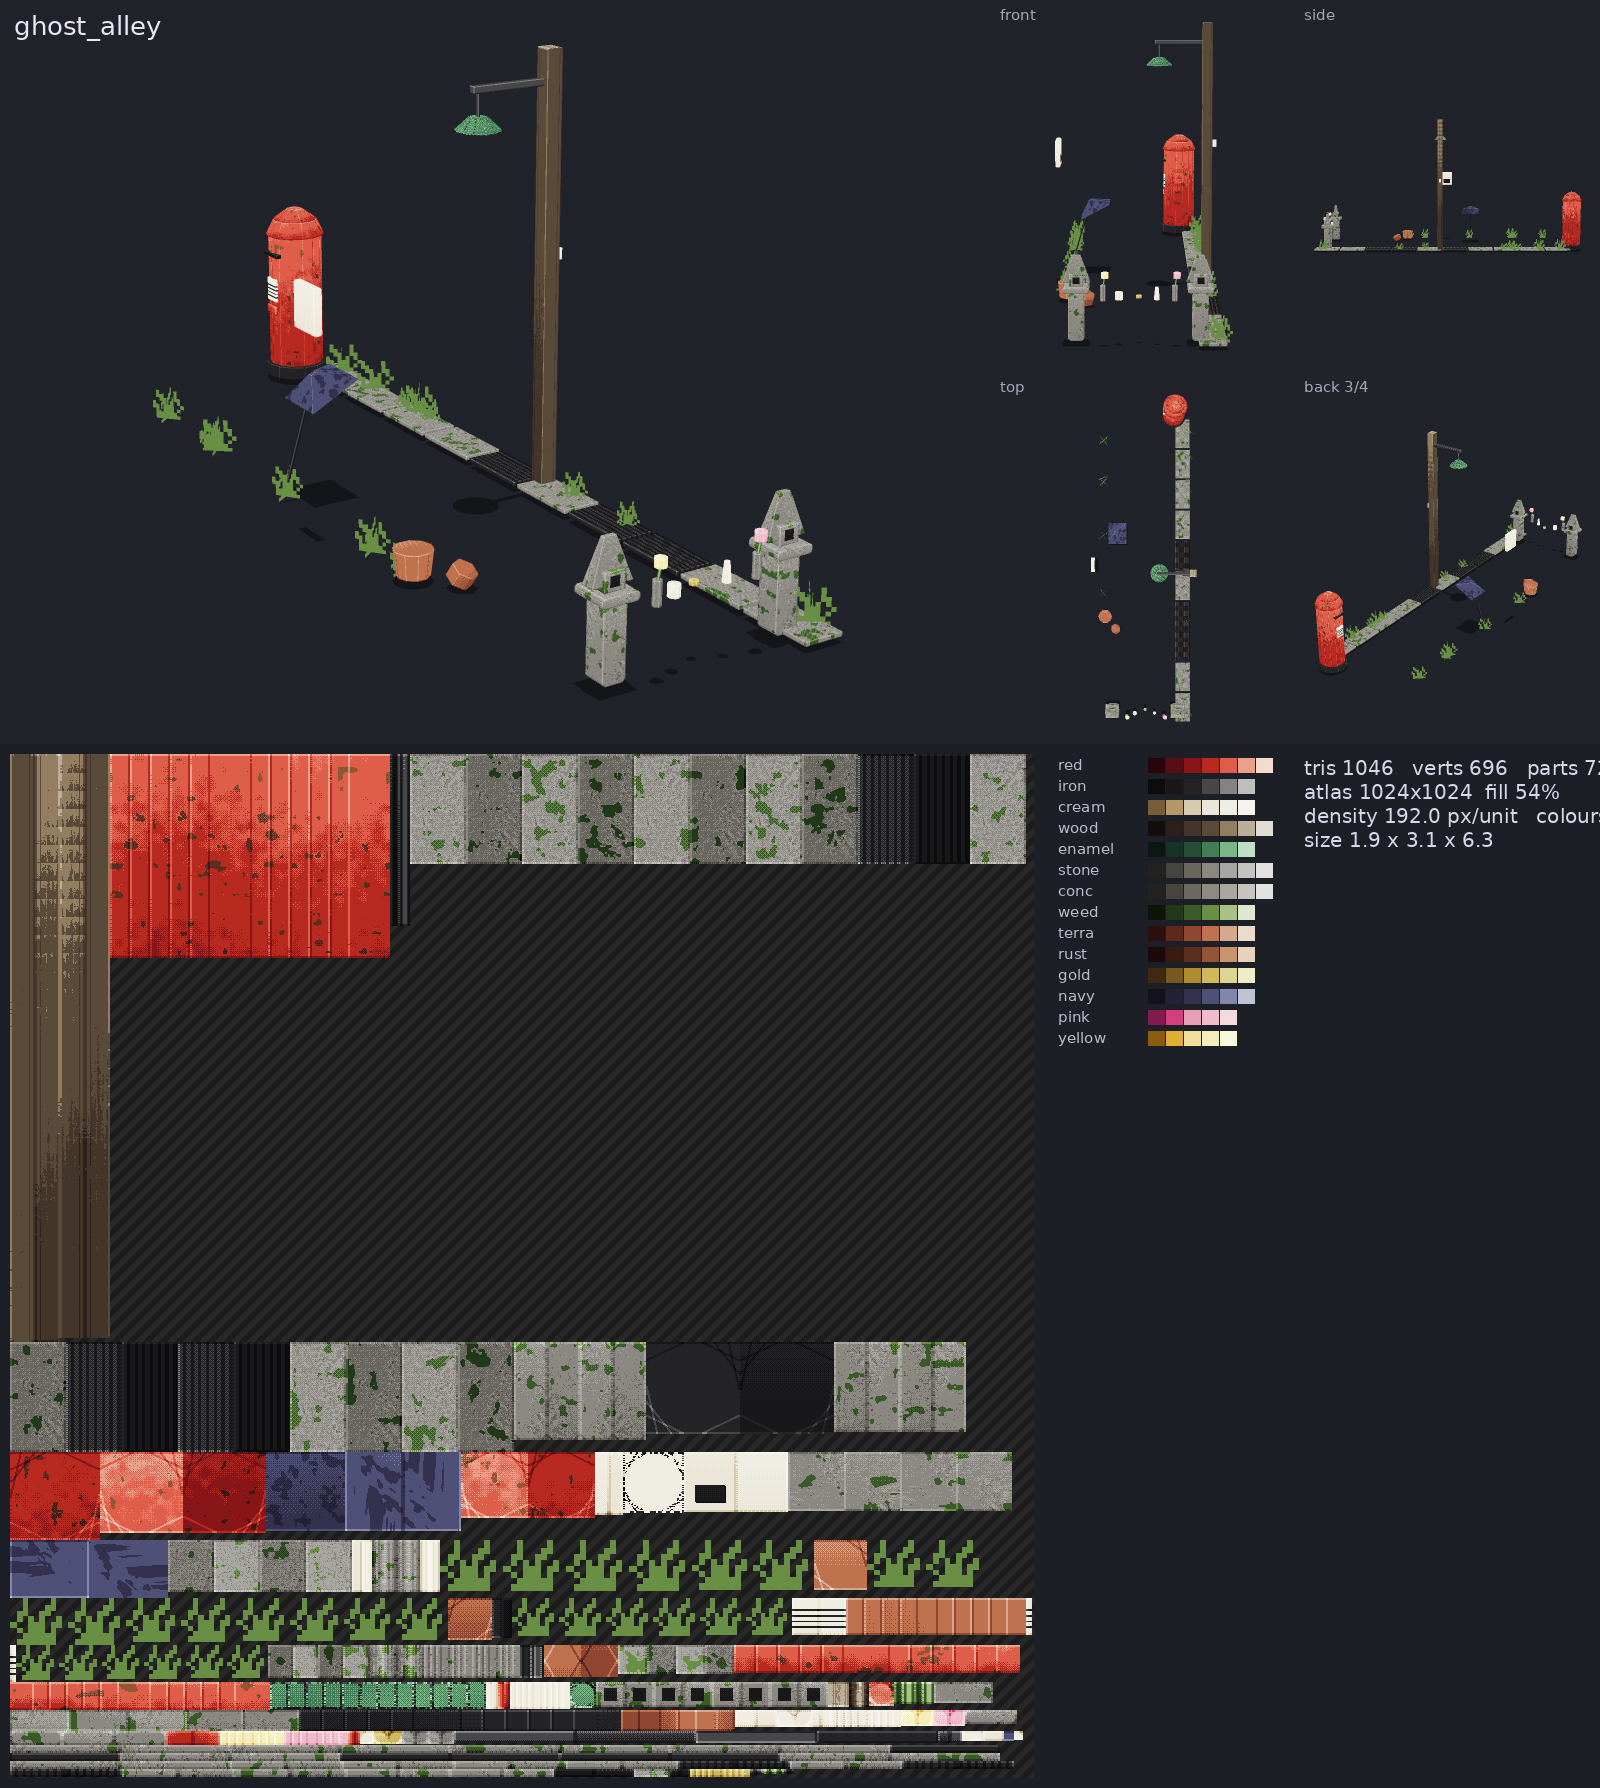 ghost_alley
front
side
top
back 3/4
red
iron
cream
wood
enamel
stone
conc
weed
terra
rust
gold
navy
pink
yellow
tris 1046 verts 696 parts 72
atlas 1024x1024 fill 54%
density 192.0 px/unit colours
size 1.9 x 3.1 x 6.3